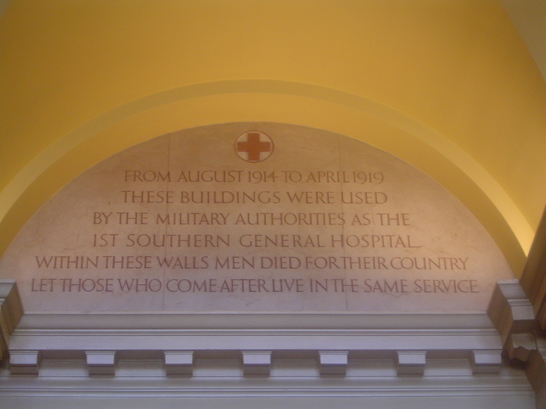 FROM AUGUST 1914 TO APRIL 1919
THESE BUILDINGS WERE USED
BY THE MILITARY AUTHORITIES AS THE
1ST SOUTHERN GENERAL HOSPITAL
WITHIN THESE WALLS MEN DIED FOR THEIR COUNTRY
LET THOSE WHO COME AFTER LIVE IN THE SAME SERVICE